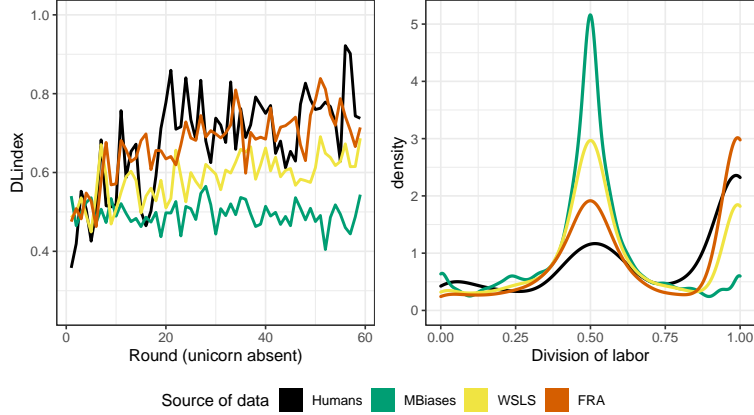 1.0
0.8
0.6
0.4
DLindex
0
20
40
60
Round (unicorn absent)
5
4
3
2
1
0
density
0.00
0.25
0.50
0.75
1.00
Division of labor
Source of data
Humans
MBiases
WSLS
FRA